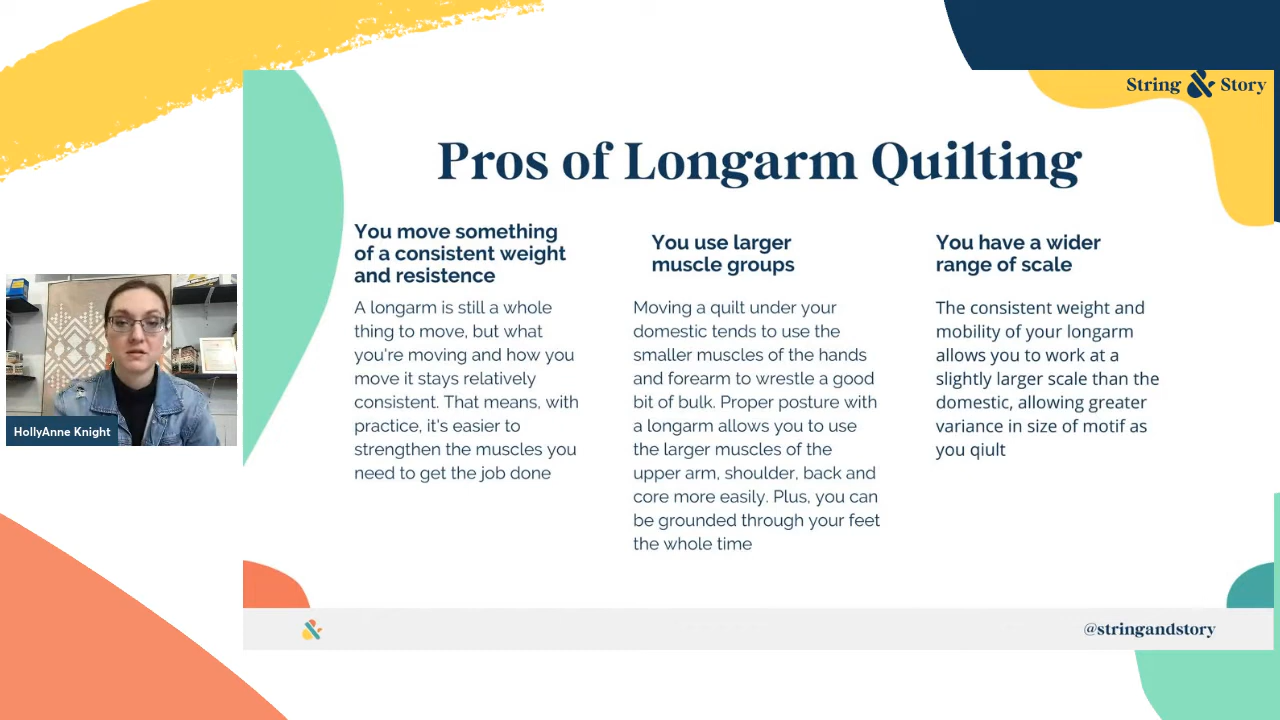 String & Story
Pros of Longarm Quilting
You move something
of a consistent weight
and resistence
A longarm is still a whole
thing to move, but what
you're moving and how you
move it stays relatively
consistent. That means, with
practice, it's easier to
strengthen the muscles you
need to get the job done
You use larger
muscle groups
Moving a quilt under your
domestic tends to use the
smaller muscles of the hands
and forearm to wrestle a good
bit of bulk. Proper posture with
a longarm allows you to use
the larger muscles of the
upper arm, shoulder, back and
core more easily. Plus, you can
be grounded through your feet
the whole time
You have a wider
range of scale
The consistent weight and
mobility of your longarm
allows you to work at a
slightly larger scale than the
domestic, allowing greater
variance in size of motif as
you qiult
HollyAnne Knight
&
@stringandstory